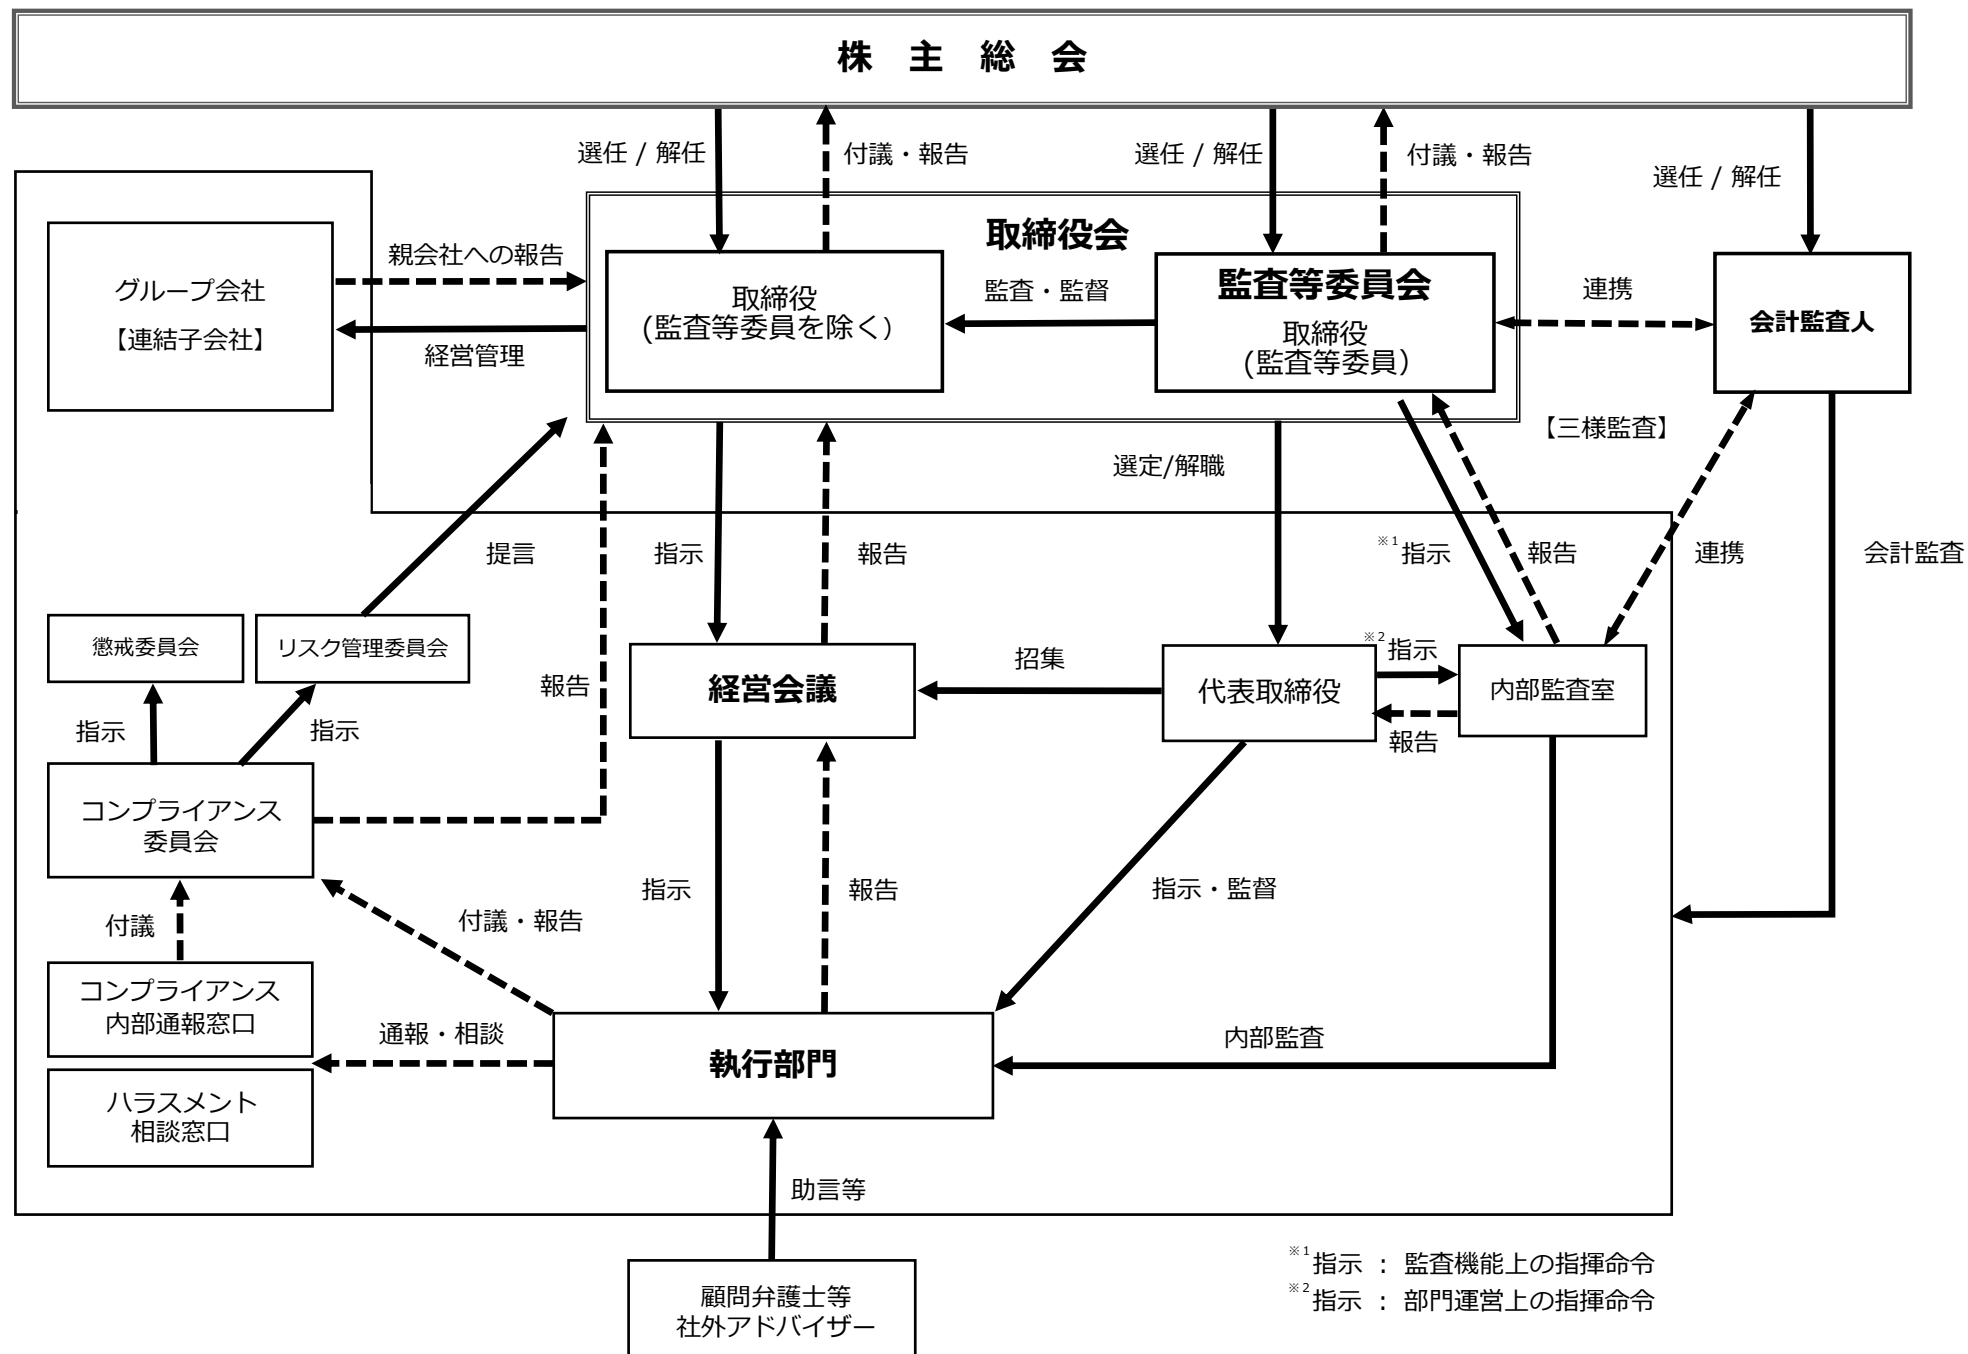 株 主 総 会
選任 / 解任
付議・報告
選任 / 解任
付議・報告
選任 / 解任
取締役会
グループ会社
【連結子会社】
親会社への報告
経営管理
取締役
(監査等委員を除く)
監査・監督
監査等委員会
取締役
(監査等委員)
連携
会計監査人
【三様監査】
選定/解職
提言
指示
報告
※1指示
報告
連携
会計監査
懲戒委員会
リスク管理委員会
報告
経営会議
招集
代表取締役
※2指示
報告
内部監査室
指示
指示
コンプライアンス
委員会
指示
報告
指示・監督
付議
付議・報告
コンプライアンス
内部通報窓口
通報・相談
執行部門
内部監査
ハラスメント
相談窓口
助言等
顧問弁護士等
社外アドバイザー
※1指示 : 監査機能上の指揮命令
※2指示 : 部門運営上の指揮命令